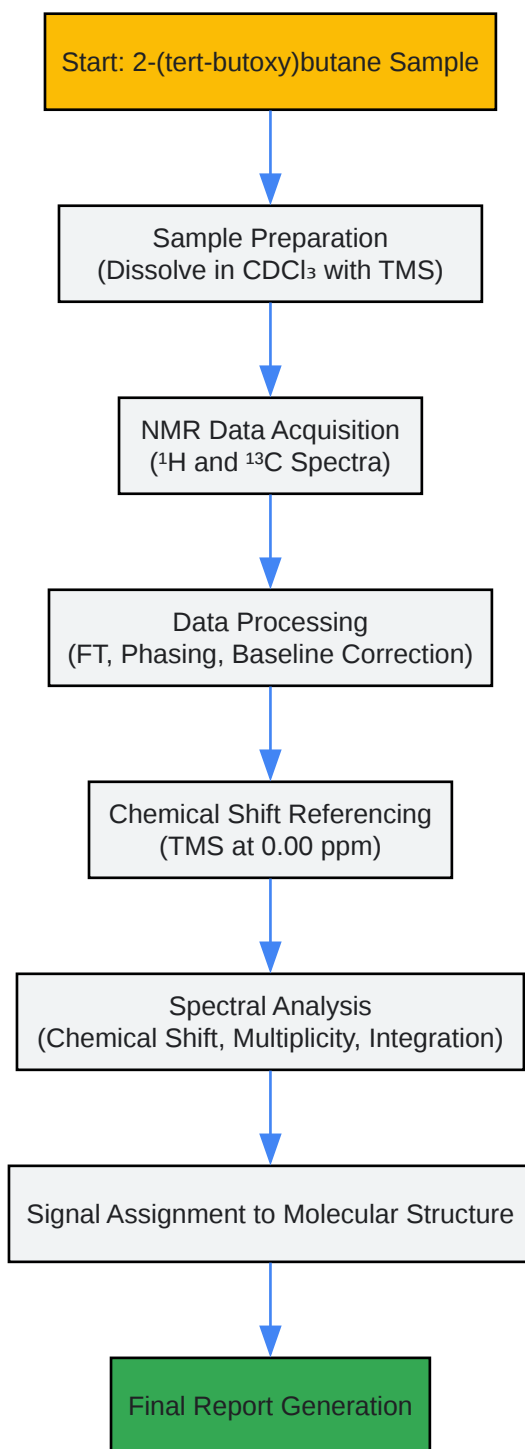 Start: 2-(tert-butoxy)butane Sample
Sample Preparation
(Dissolve in CDCl₃ with TMS)
NMR Data Acquisition
(¹H and ¹³C Spectra)
Data Processing
(FT, Phasing, Baseline Correction)
Chemical Shift Referencing
(TMS at 0.00 ppm)
Spectral Analysis
(Chemical Shift, Multiplicity, Integration)
Signal Assignment to Molecular Structure
Final Report Generation